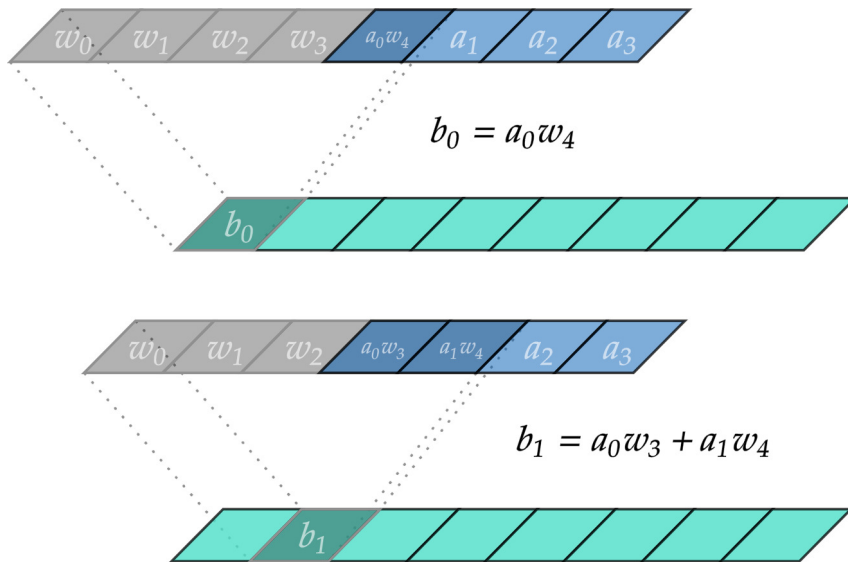 w₀ w₁ w₂ w₃ a₀w₄ a₁ a₂ a₃
b₀ = a₀w₄
b₀
w₀ w₁ w₂ a₀w₃ a₁w₄ a₂ a₃
b₁ = a₀w₃ + a₁w₄
b₁